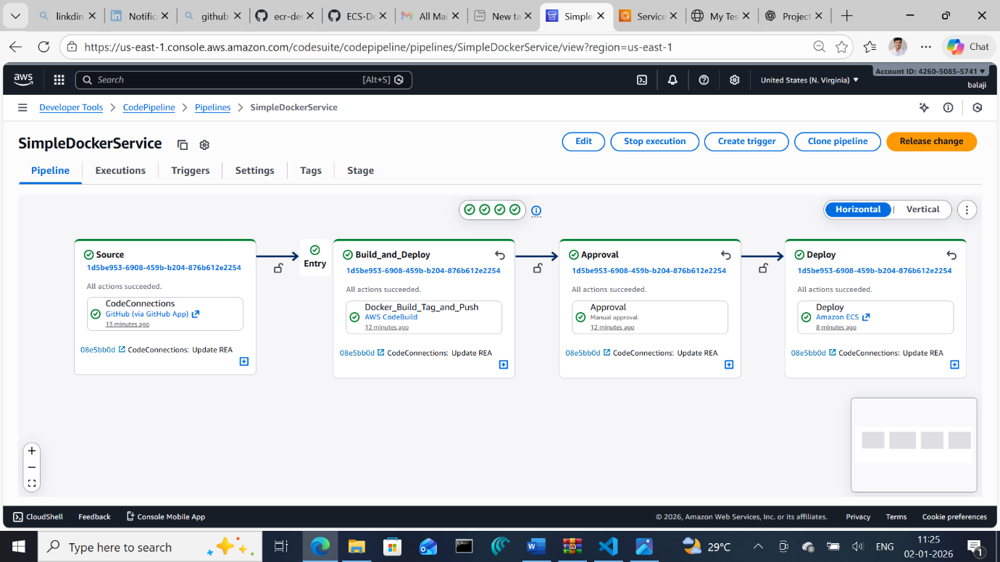 linkdin
Notific
github
ecr-der
ECS-De
All Mai
New ta
Simple
Service
My Tes
Project
https://us-east-1.console.aws.amazon.com/codesuite/codepipeline/pipelines/SimpleDockerService/view?region=us-east-1
Chat
aws
Search
[Alt+S]
United States (N. Virginia)
Account ID: 4260-5085-5741
balaji
Developer Tools
CodePipeline
Pipelines
SimpleDockerService
SimpleDockerService
Edit
Stop execution
Create trigger
Clone pipeline
Release change
Pipeline
Executions
Triggers
Settings
Tags
Stage
Horizontal
Vertical
Source
1d5be953-6908-459b-b204-876b612e2254
All actions succeeded.
CodeConnections
GitHub (via GitHub App)
13 minutes ago
08e5bb0d CodeConnections: Update REA
Entry
Build_and_Deploy
1d5be953-6908-459b-b204-876b612e2254
All actions succeeded.
Docker_Build_Tag_and_Push
AWS CodeBuild
12 minutes ago
08e5bb0d CodeConnections: Update REA
Approval
1d5be953-6908-459b-b204-876b612e2254
All actions succeeded.
Approval
Manual approval
12 minutes ago
08e5bb0d CodeConnections: Update REA
Deploy
1d5be953-6908-459b-b204-876b612e2254
All actions succeeded.
Deploy
Amazon ECS
8 minutes ago
08e5bb0d CodeConnections: Update REA
CloudShell
Feedback
Console Mobile App
© 2026, Amazon Web Services, Inc. or its affiliates.
Privacy
Terms
Cookie preferences
Type here to search
29°C
ENG
11:25
02-01-2026
1